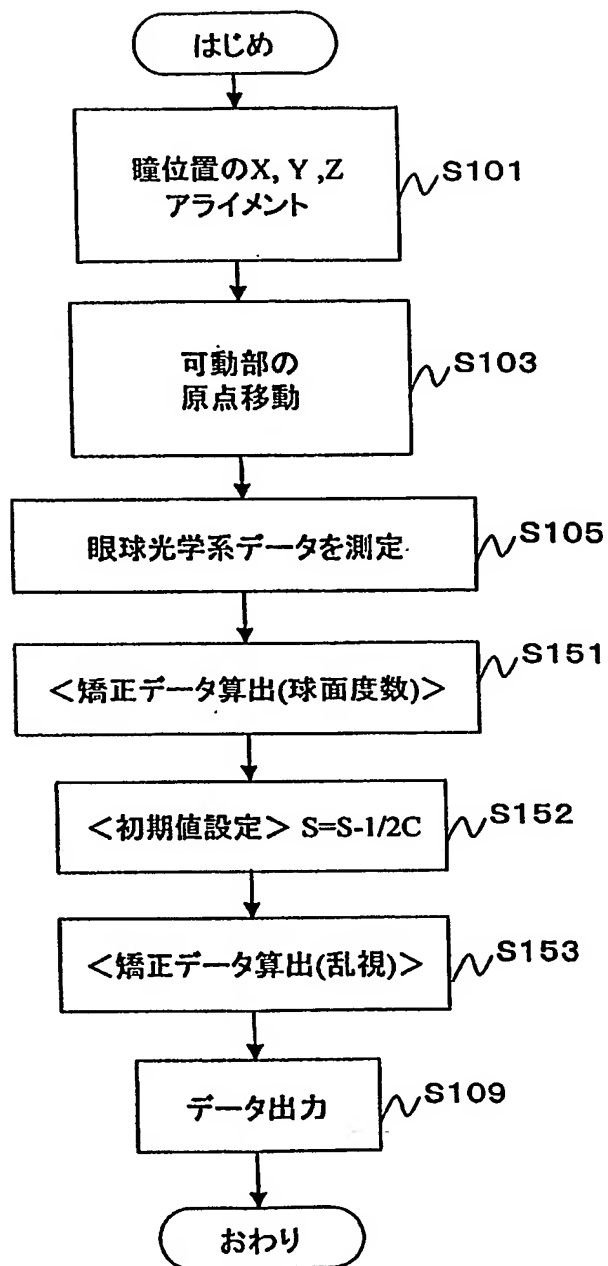 はじめ
瞳位置のX, Y ,Z
アライメント
S101
可動部の
原点移動
S103
眼球光学系データを測定
S105
<矯正データ算出(球面度数)>
S151
<初期値設定> S=S-1/2C
S152
<矯正データ算出(乱視)>
S153
データ出力
S109
おわり